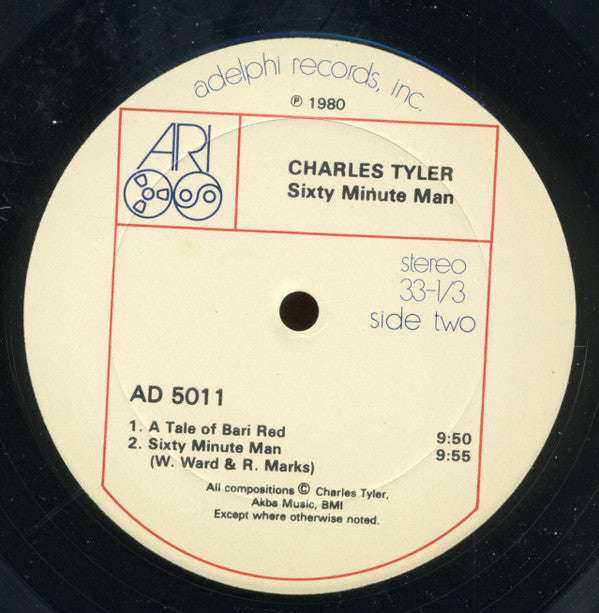 adelphi records, inc.
℗ 1980
ARI
CHARLES TYLER
Sixty Minute Man
stereo
33-1/3
side two
AD 5011
1. A Tale of Bari Red 9:50
2. Sixty Minute Man 9:55
(W. Ward & R. Marks)
All compositions © Charles Tyler,
Akba Music, BMI
Except where otherwise noted.